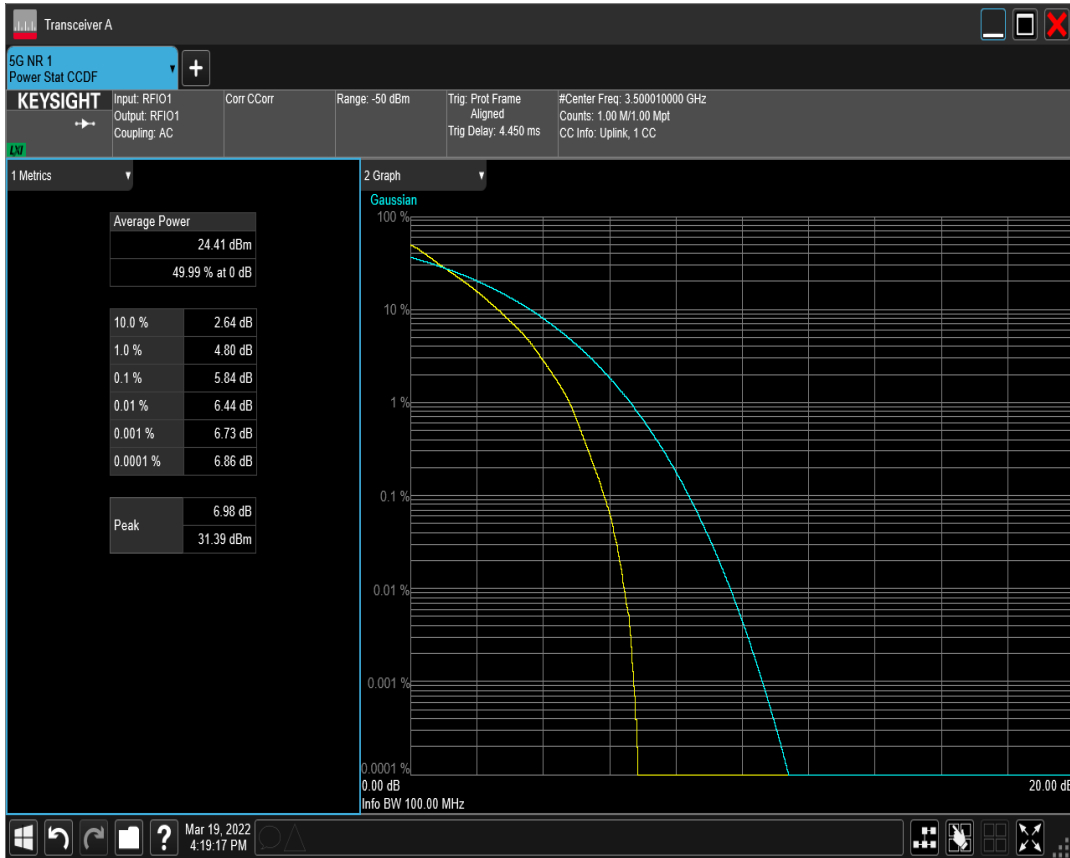 Transceiver A
5G NR 1
Power Stat CCDF
+
KEYSIGHT
LXI
Input: RFIO1
Output: RFIO1
Coupling: AC
Corr CCorr
Range: -50 dBm
Trig: Prot Frame
Aligned
Trig Delay: 4.450 ms
#Center Freq: 3.500010000 GHz
Counts: 1.00 M/1.00 Mpt
CC Info: Uplink, 1 CC
1 Metrics
Average Power
24.41 dBm
49.99 % at 0 dB
10.0 % 2.64 dB
1.0 % 4.80 dB
0.1 % 5.84 dB
0.01 % 6.44 dB
0.001 % 6.73 dB
0.0001 % 6.86 dB
Peak
6.98 dB
31.39 dBm
2 Graph
Gaussian
100 %
10 %
1 %
0.1 %
0.01 %
0.001 %
0.0001 %
0.00 dB 20.00 dB
Info BW 100.00 MHz
?
Mar 19, 2022
4:19:17 PM